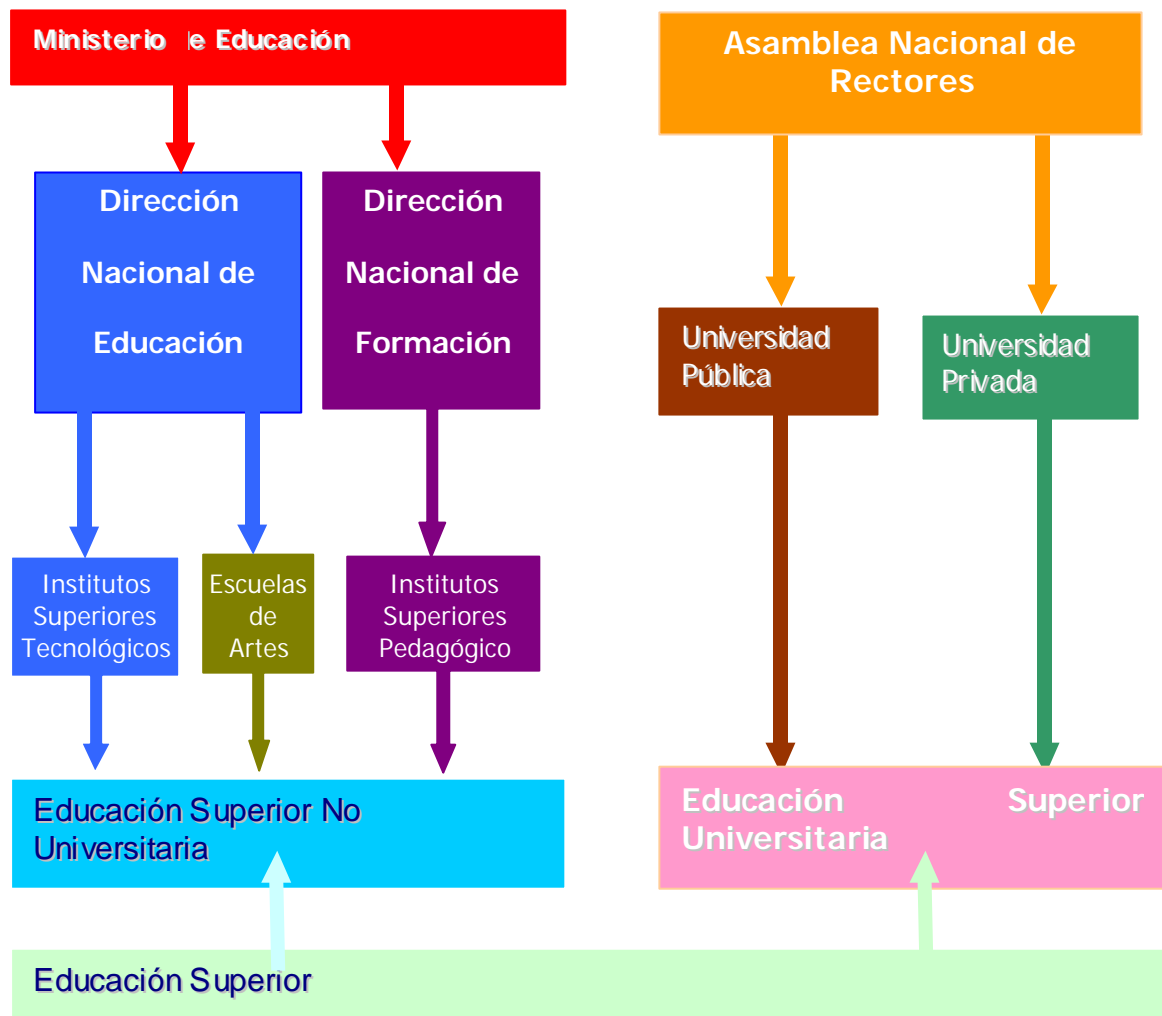 Ministerio de Educación
Asamblea Nacional de
Rectores
Dirección
Nacional de
Educación
Dirección
Nacional de
Formación
Universidad
Pública
Universidad
Privada
Institutos
Superiores
Tecnológicos
Escuelas
de
Artes
Institutos
Superiores
Pedagógico
Educación Superior No
Universitaria
Educación Superior
Universitaria
Educación Superior